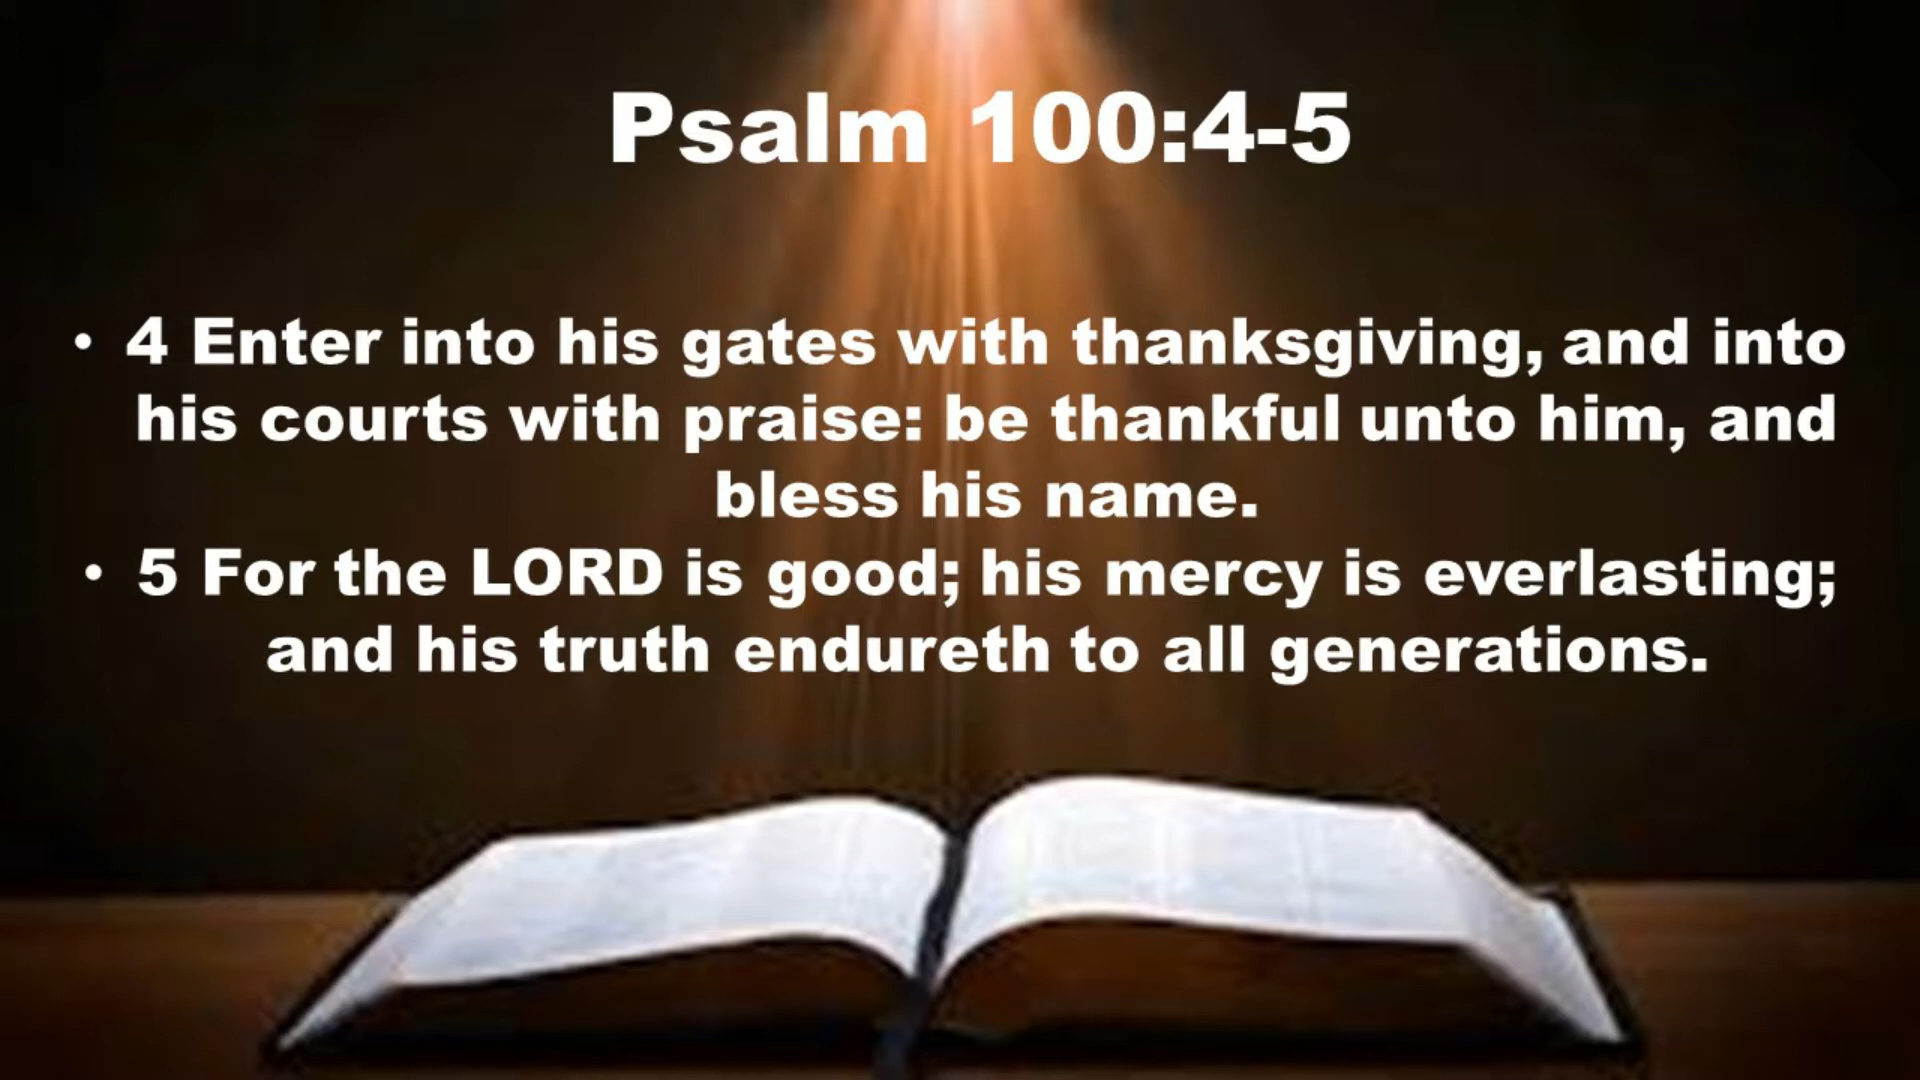 Psalm 100:4-5
• 4 Enter into his gates with thanksgiving, and into
his courts with praise: be thankful unto him, and
bless his name.
• 5 For the LORD is good; his mercy is everlasting;
and his truth endureth to all generations.